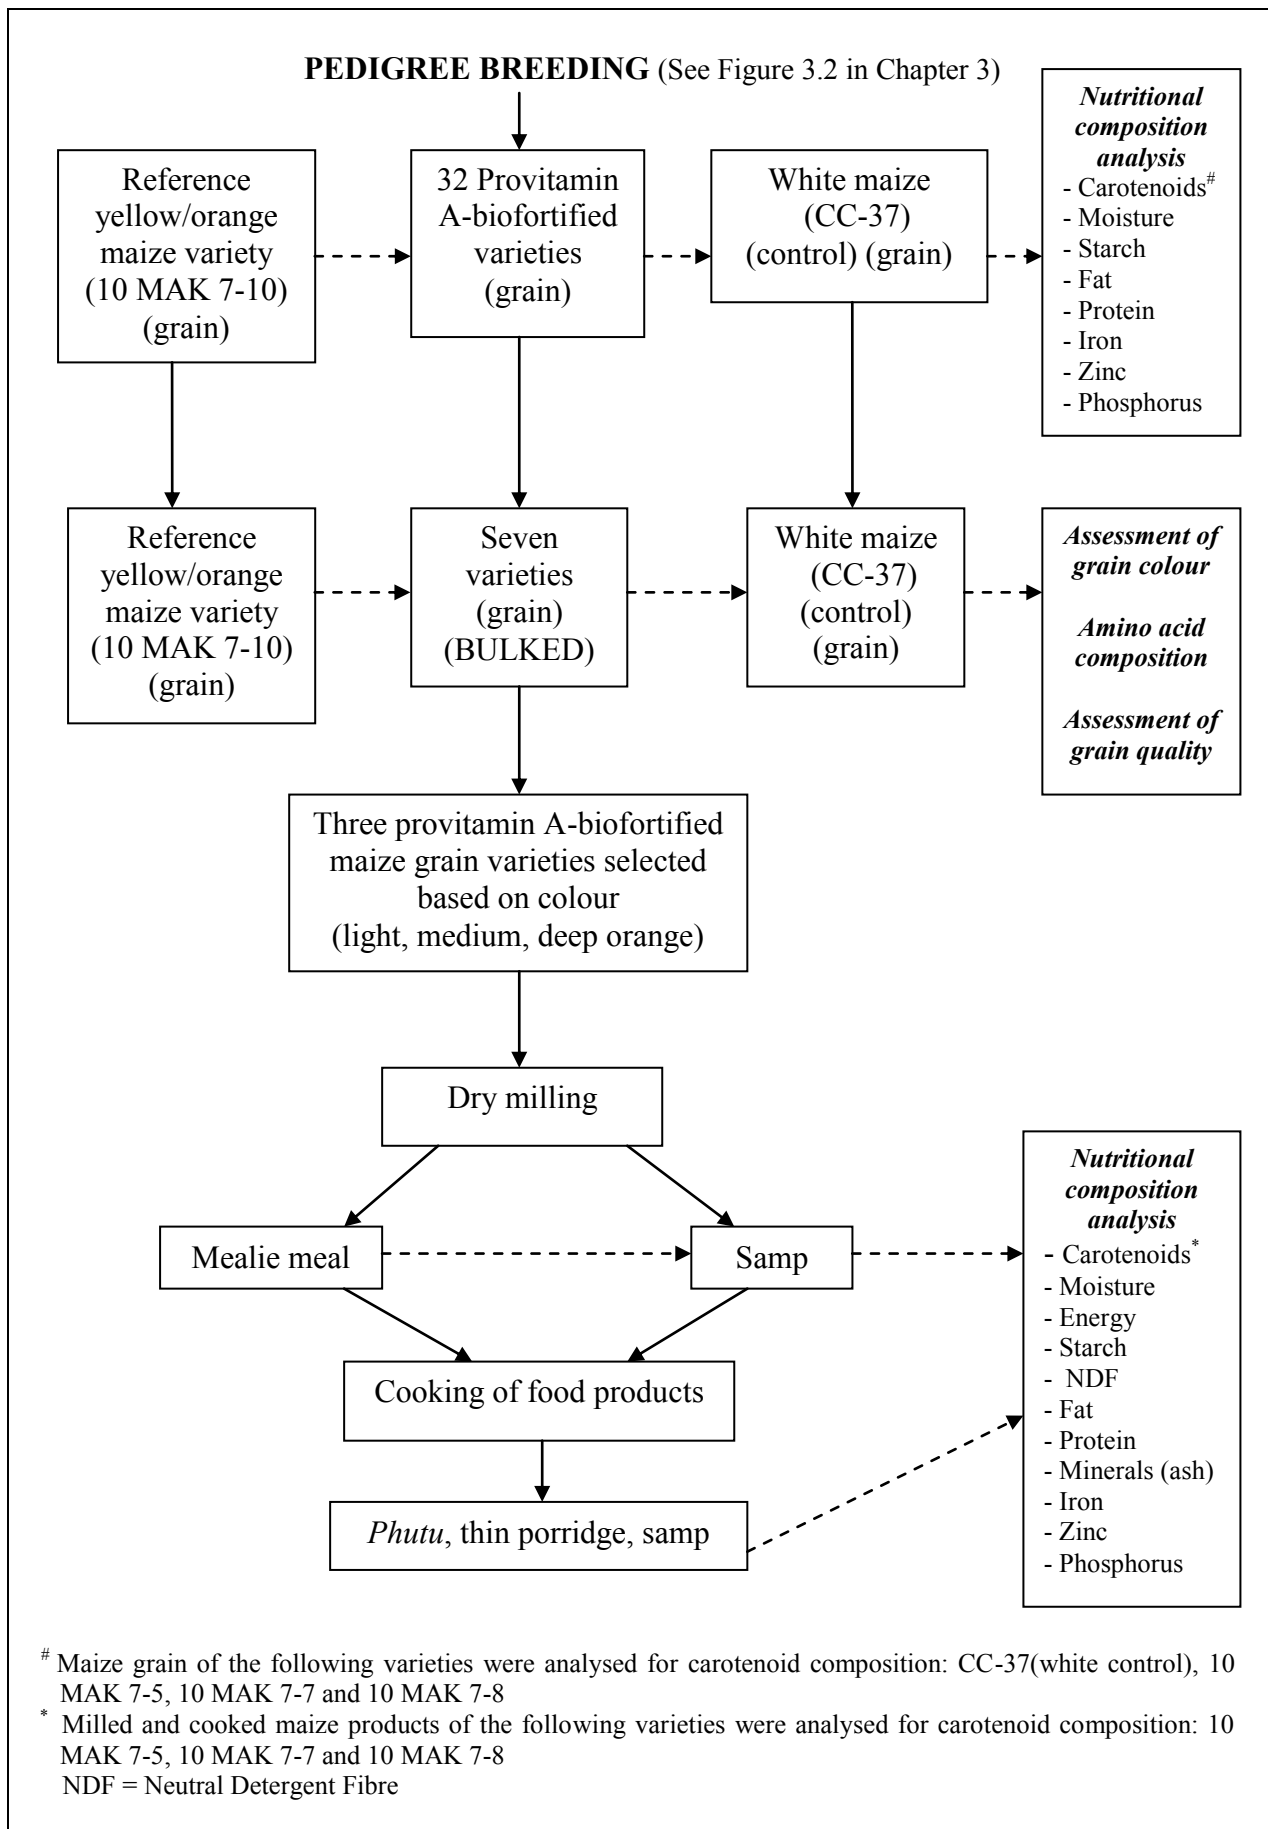 PEDIGREE BREEDING (See Figure 3.2 in Chapter 3)
Reference
yellow/orange
maize variety
(10 MAK 7-10)
(grain)
32 Provitamin
A-biofortified
varieties
(grain)
White maize
(CC-37)
(control) (grain)
Nutritional
composition
analysis
- Carotenoids#
- Moisture
- Starch
- Fat
- Protein
- Iron
- Zinc
- Phosphorus
Reference
yellow/orange
maize variety
(10 MAK 7-10)
(grain)
Seven
varieties
(grain)
(BULKED)
White maize
(CC-37)
(control)
(grain)
Assessment of
grain colour
Amino acid
composition
Assessment of
grain quality
Three provitamin A-biofortified
maize grain varieties selected
based on colour
(light, medium, deep orange)
Dry milling
Mealie meal
Samp
Cooking of food products
Phutu, thin porridge, samp
Nutritional
composition
analysis
- Carotenoids*
- Moisture
- Energy
- Starch
- NDF
- Fat
- Protein
- Minerals (ash)
- Iron
- Zinc
- Phosphorus
# Maize grain of the following varieties were analysed for carotenoid composition: CC-37(white control), 10
MAK 7-5, 10 MAK 7-7 and 10 MAK 7-8
* Milled and cooked maize products of the following varieties were analysed for carotenoid composition: 10
MAK 7-5, 10 MAK 7-7 and 10 MAK 7-8
NDF = Neutral Detergent Fibre